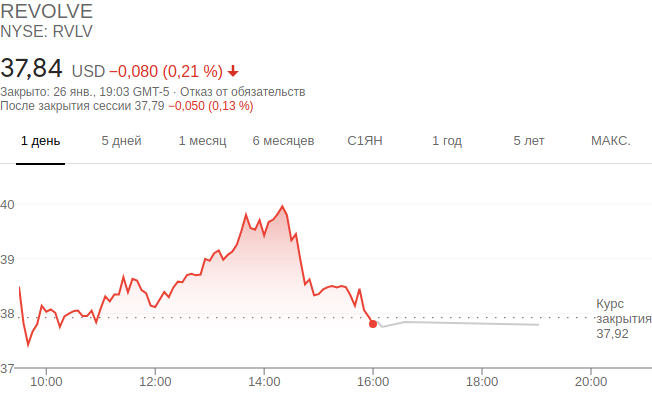 REVOLVE
NYSE: RVLV
37,84 USD −0,080 (0,21 %)
Закрыто: 26 янв., 19:03 GMT-5 · Отказ от обязательств
После закрытия сессии 37,79 −0,050 (0,13 %)
1 день 5 дней 1 месяц 6 месяцев С1ЯН 1 год 5 лет МАКС.
40
39
38
37
Курс
закрытия
37,92
10:00 12:00 14:00 16:00 18:00 20:00